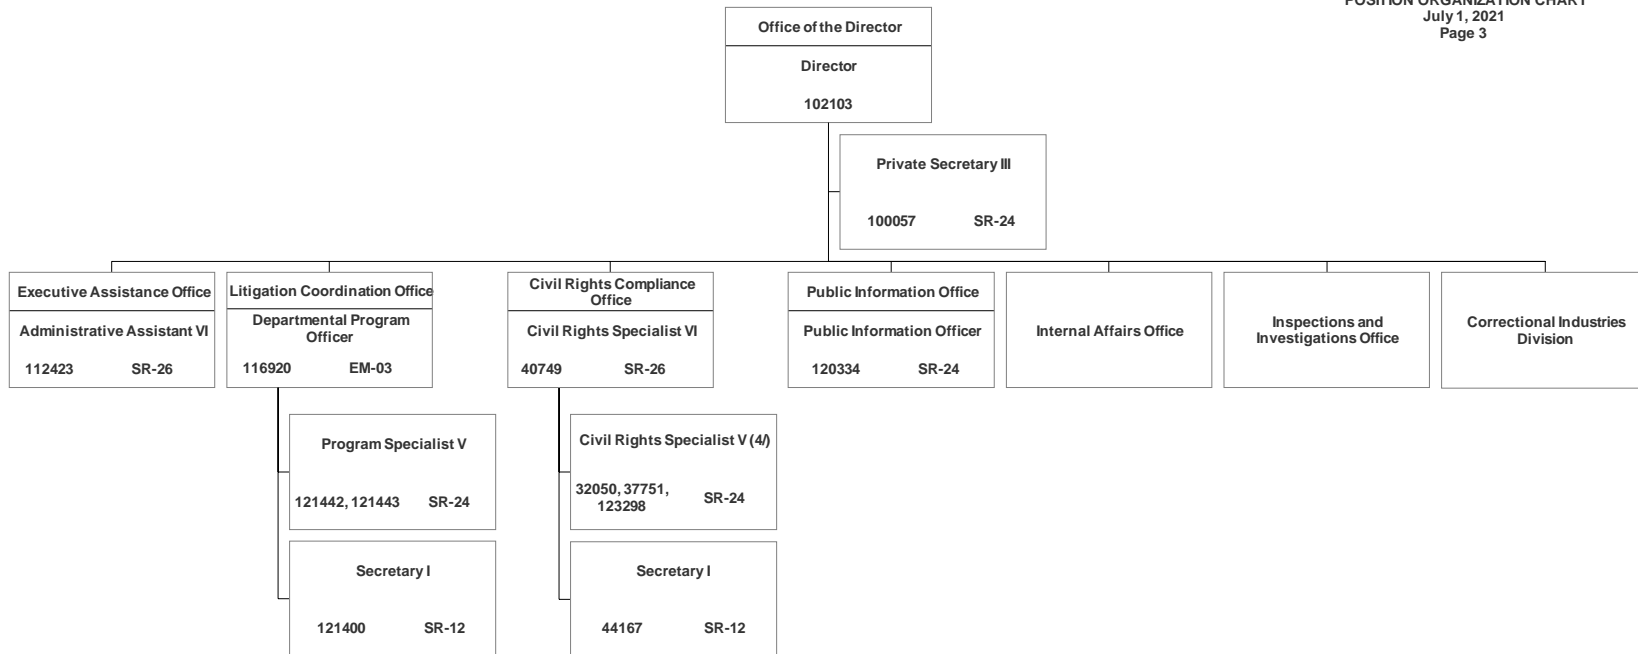 POSITION ORGANIZATION CHART
July 1, 2021
Page 3
Office of the Director
Director
102103
Private Secretary III
100057 SR-24
Executive Assistance Office
Administrative Assistant VI
112423 SR-26
Litigation Coordination Office
Departmental Program
Officer
116920 EM-03
Civil Rights Compliance
Office
Civil Rights Specialist VI
40749 SR-26
Public Information Office
Public Information Officer
120334 SR-24
Internal Affairs Office
Inspections and
Investigations Office
Correctional Industries
Division
Program Specialist V
121442, 121443 SR-24
Secretary I
121400 SR-12
Civil Rights Specialist V (4/)
32050, 37751,
123298 SR-24
Secretary I
44167 SR-12